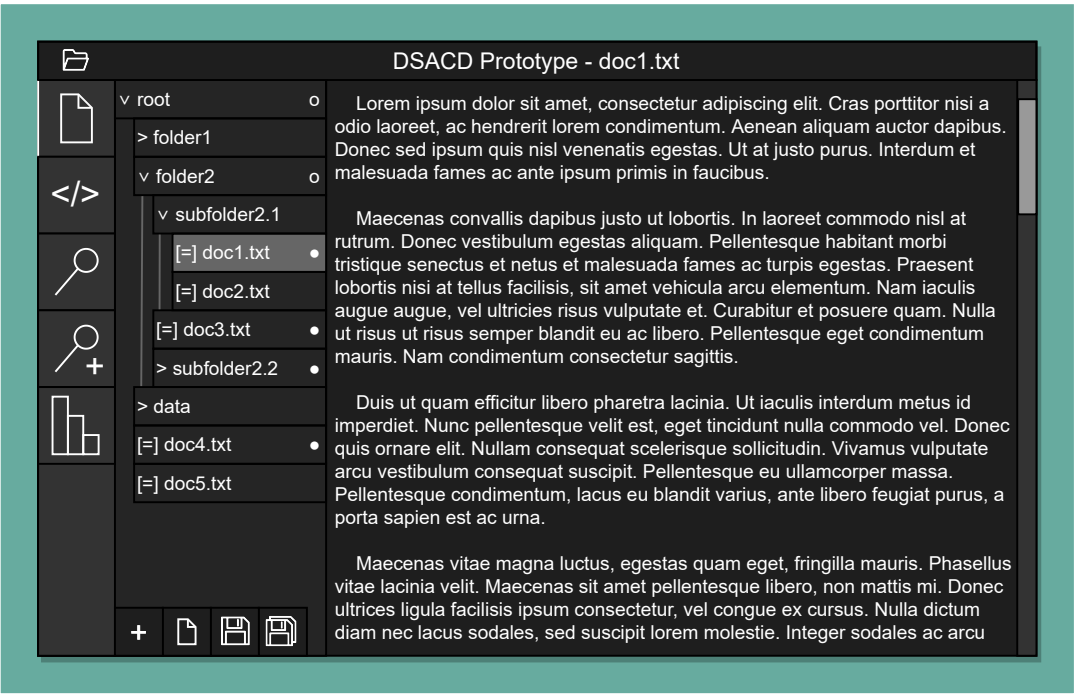 DSACD Prototype - doc1.txt
</>
v root o
> folder1
v folder2 o
v subfolder2.1
[=] doc1.txt ●
[=] doc2.txt
[=] doc3.txt ●
> subfolder2.2 ●
> data
[=] doc4.txt ●
[=] doc5.txt
+
Lorem ipsum dolor sit amet, consectetur adipiscing elit. Cras porttitor nisi a
odio laoreet, ac hendrerit lorem condimentum. Aenean aliquam auctor dapibus.
Donec sed ipsum quis nisl venenatis egestas. Ut at justo purus. Interdum et
malesuada fames ac ante ipsum primis in faucibus.
Maecenas convallis dapibus justo ut lobortis. In laoreet commodo nisl at
rutrum. Donec vestibulum egestas aliquam. Pellentesque habitant morbi
tristique senectus et netus et malesuada fames ac turpis egestas. Praesent
lobortis nisi at tellus facilisis, sit amet vehicula arcu elementum. Nam iaculis
augue augue, vel ultricies risus vulputate et. Curabitur et posuere quam. Nulla
ut risus ut risus semper blandit eu ac libero. Pellentesque eget condimentum
mauris. Nam condimentum consectetur sagittis.
Duis ut quam efficitur libero pharetra lacinia. Ut iaculis interdum metus id
imperdiet. Nunc pellentesque velit est, eget tincidunt nulla commodo vel. Donec
quis ornare elit. Nullam consequat scelerisque sollicitudin. Vivamus vulputate
arcu vestibulum consequat suscipit. Pellentesque eu ullamcorper massa.
Pellentesque condimentum, lacus eu blandit varius, ante libero feugiat purus, a
porta sapien est ac urna.
Maecenas vitae magna luctus, egestas quam eget, fringilla mauris. Phasellus
vitae lacinia velit. Maecenas sit amet pellentesque libero, non mattis mi. Donec
ultrices ligula facilisis ipsum consectetur, vel congue ex cursus. Nulla dictum
diam nec lacus sodales, sed suscipit lorem molestie. Integer sodales ac arcu